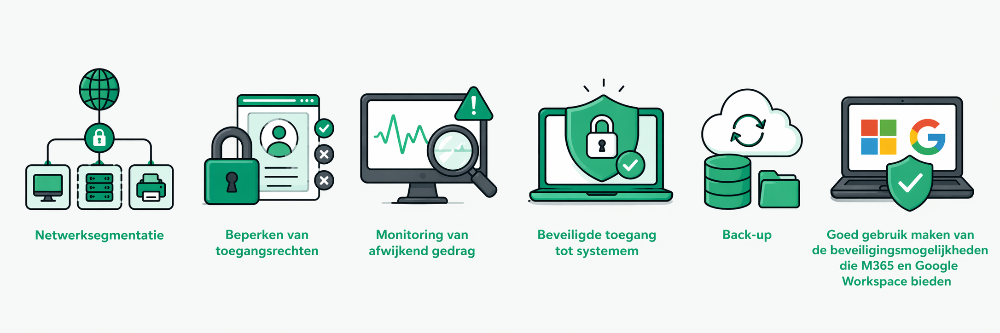 Netwerksegmentatie
Beperken van
toegangsrechten
Monitoring van
afwijkend gedrag
Beveiligde toegang
tot systemem
Back-up
Goed gebruik maken van
de beveiligingsmogelijkheden
die M365 en Google
Workspace bieden